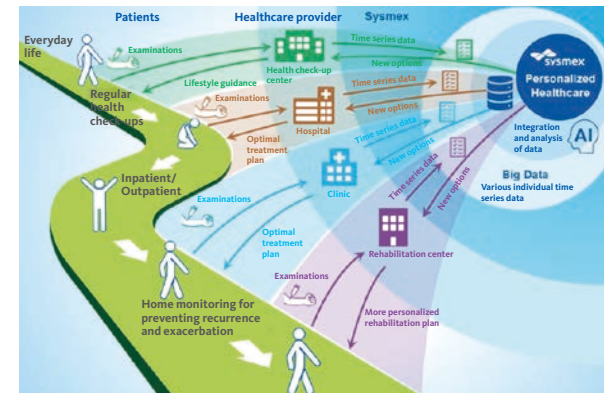 Patients
Healthcare provider
Sysmex
Everyday
life
Examinations
Time series data
New options
Health check-up
center
Lifestyle guidance
Regular
health
check-ups
Examinations
Time series data
New options
Hospital
Optimal
treatment
plan
sysmex
Personalized
Healthcare
Integration
and analysis
of data
AI
Big Data
Various individual time
series data
Time series data
New options
Clinic
Inpatient/
Outpatient
Examinations
Optimal
treatment
plan
Time series data
New options
Rehabilitation center
Examinations
More personalized
rehabilitation plan
Home monitoring for
preventing recurrence
and exacerbation